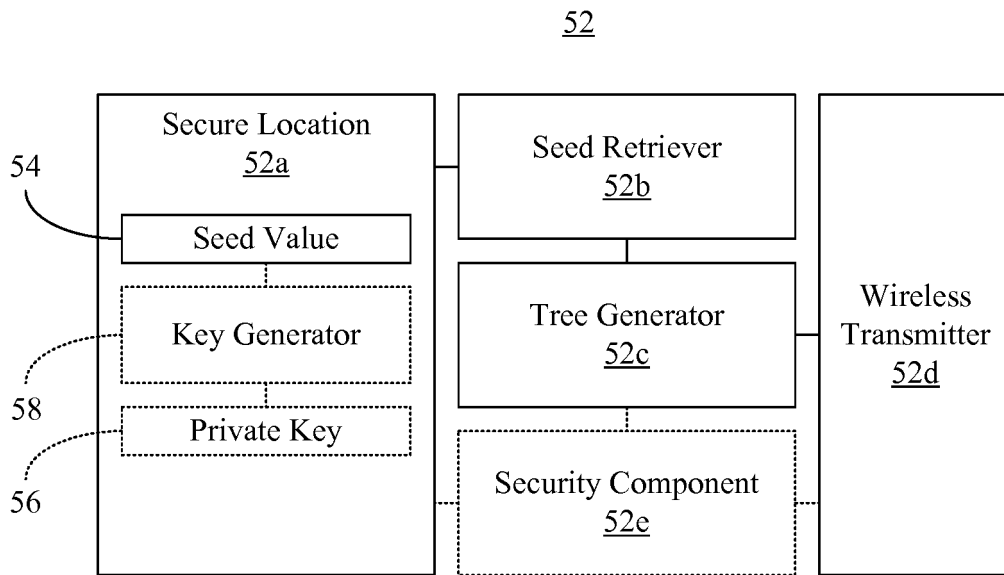 52
Secure Location
52a
54
Seed Value
Key Generator
58
Private Key
56
Seed Retriever
52b
Tree Generator
52c
Security Component
52e
Wireless
Transmitter
52d